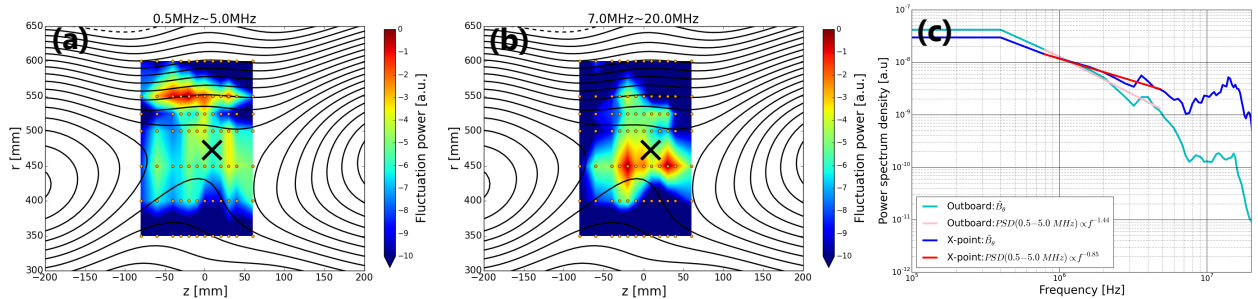 0.5MHz~5.0MHz
(a)
r [mm]
650
600
550
500
450
400
350
300
−200 −150 −100 −50 0 50 100 150 200
z [mm]
0
−1
−2
−3
−4
−5
−6
−7
−8
−9
−10
Fluctuation power [a.u.]
7.0MHz~20.0MHz
(b)
r [mm]
650
600
550
500
450
400
350
300
−200 −150 −100 −50 0 50 100 150 200
z [mm]
0
−1
−2
−3
−4
−5
−6
−7
−8
−9
−10
Fluctuation power [a.u.]
(c)
Power spectrum density [a.u]
10⁻⁷
10⁻⁸
10⁻⁹
10⁻¹⁰
10⁻¹¹
10⁻¹²
Outboard:B̃_θ
Outboard:PSD(0.5−5.0 MHz) ∝ f^−1.44
X-point:B̃_θ
X-point:PSD(0.5−5.0 MHz) ∝ f^−0.85
10⁶ 10⁷
Frequency [Hz]